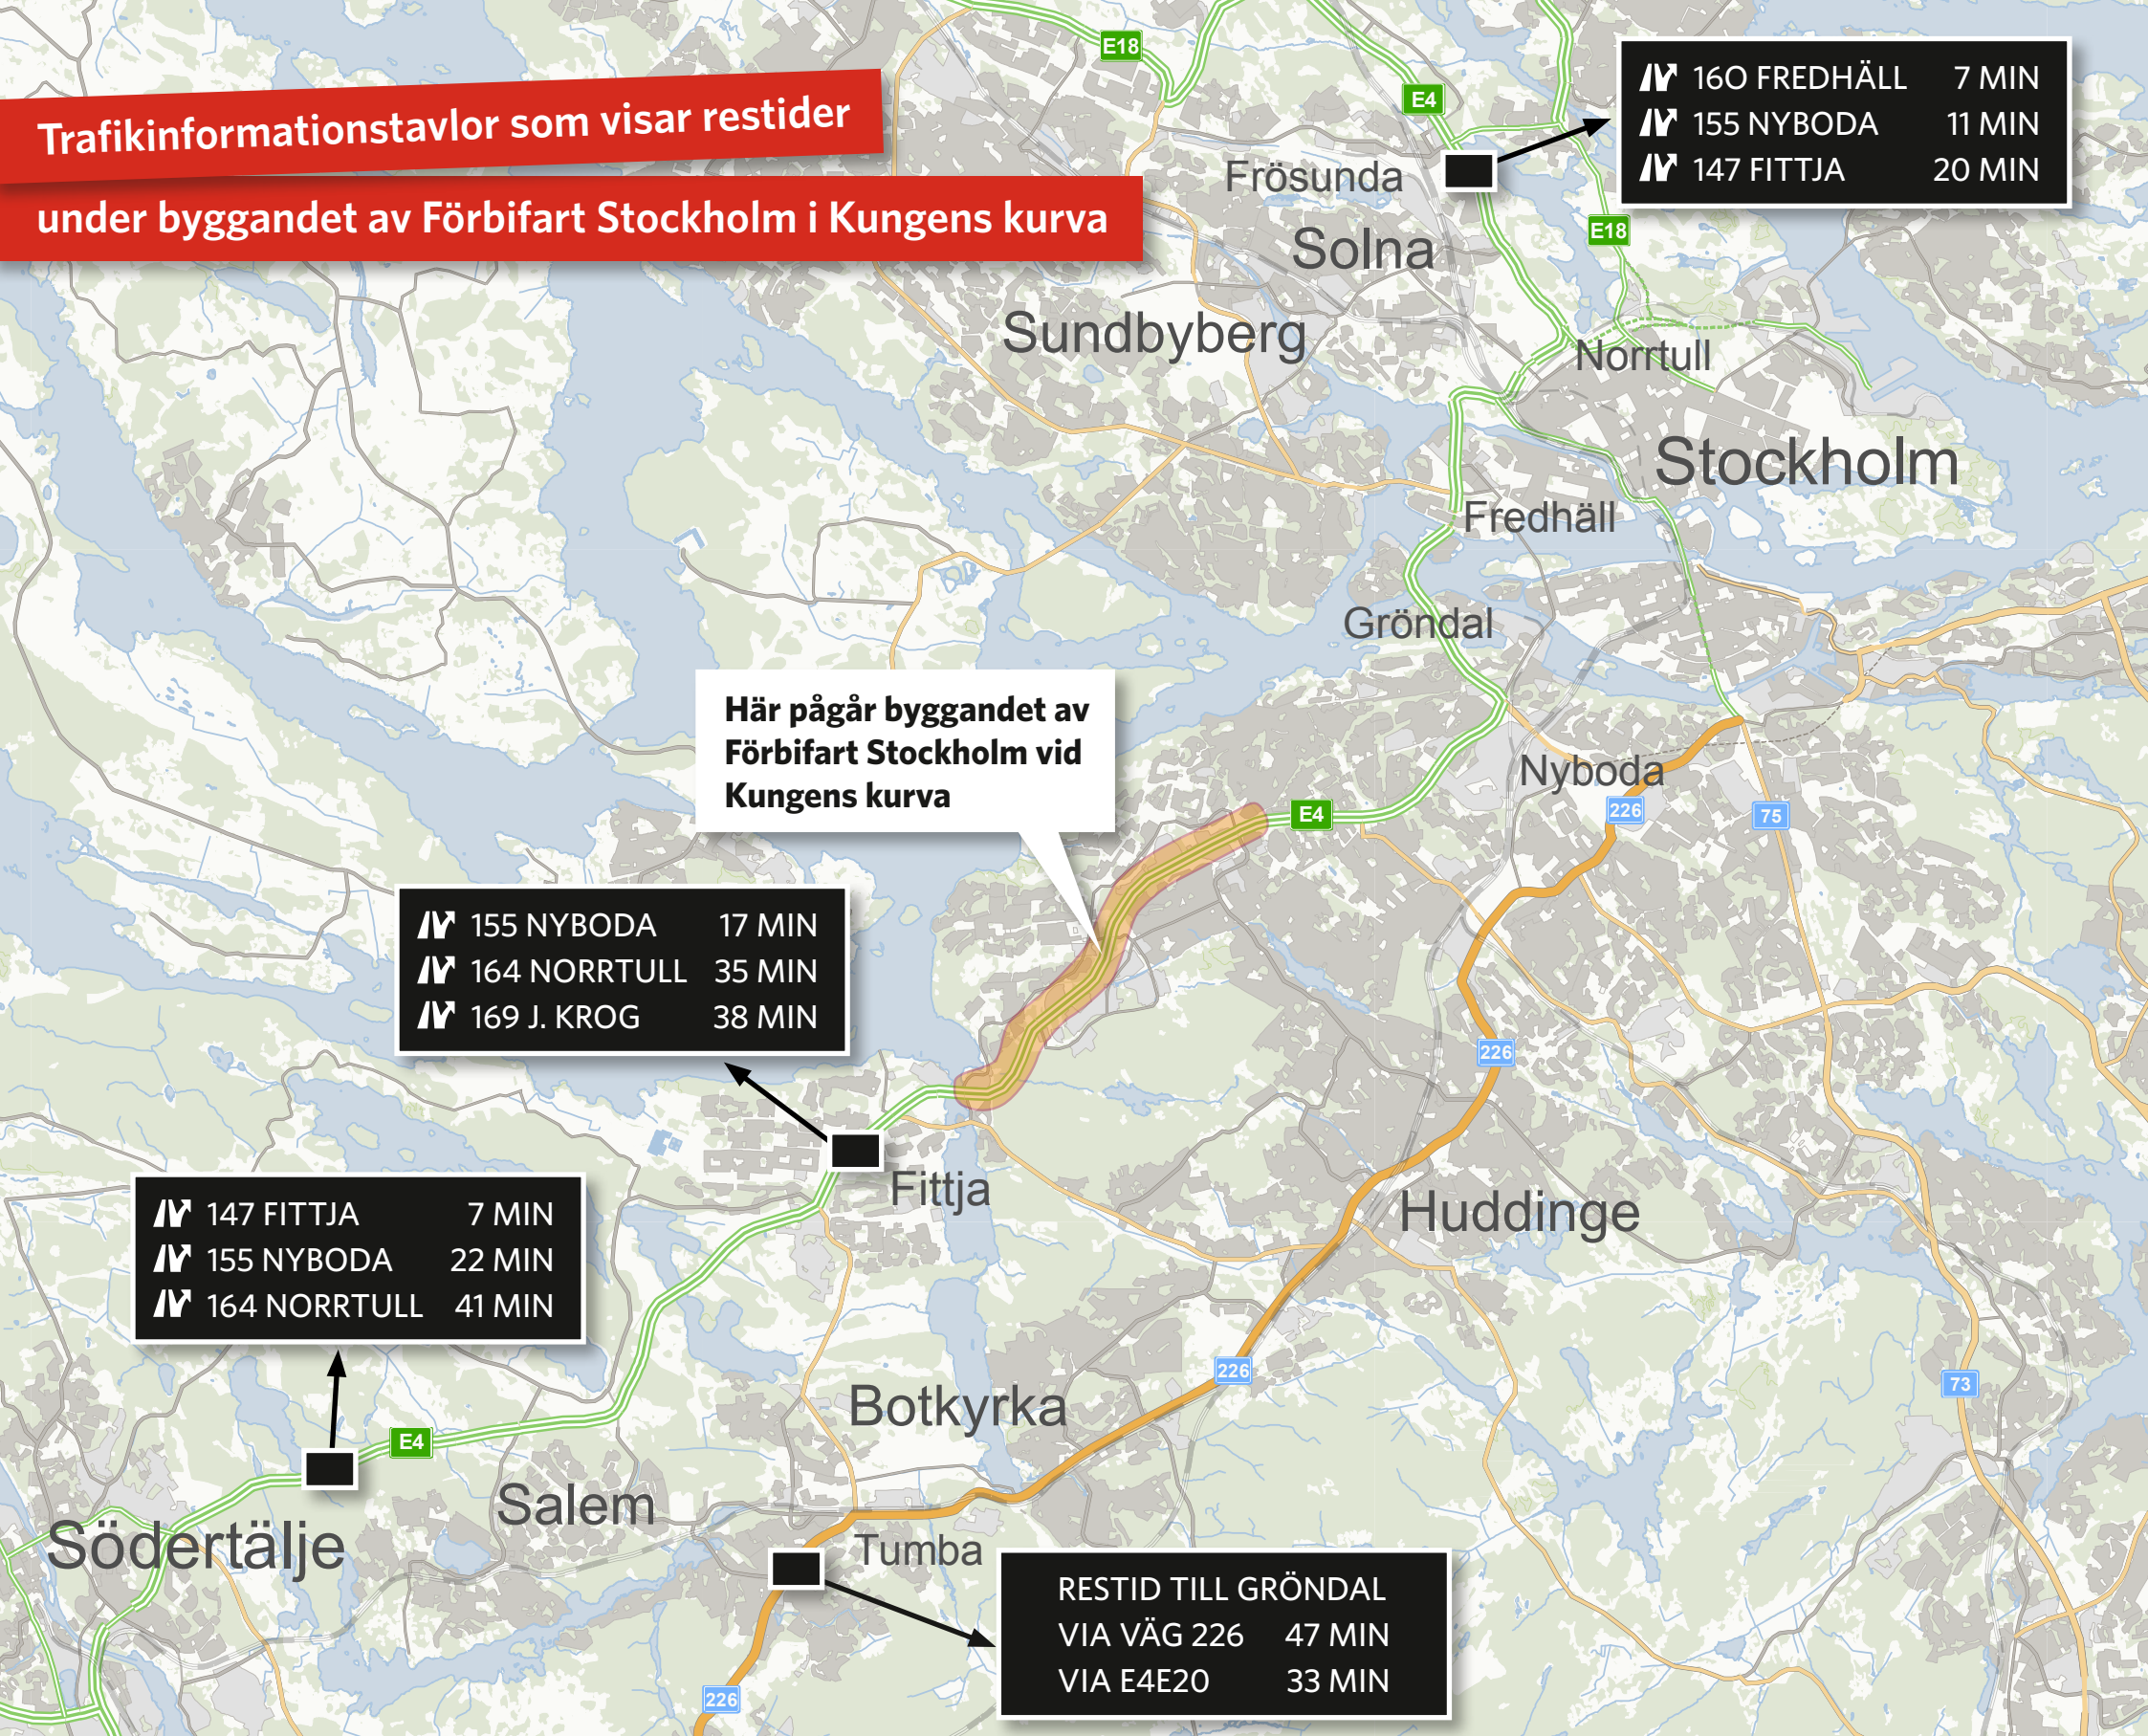 Trafikinformationstavlor som visar restider
under byggandet av Förbifart Stockholm i Kungens kurva
E18
E4
160 FREDHÄLL 7 MIN
155 NYBODA 11 MIN
147 FITTJA 20 MIN
Frösunda
Solna
E18
Sundbyberg
Norrtull
Stockholm
Fredhäll
Gröndal
Här pågår byggandet av
Förbifart Stockholm vid
Kungens kurva
Nyboda
E4
226
75
155 NYBODA 17 MIN
164 NORRTULL 35 MIN
169 J. KROG 38 MIN
226
Fittja
Huddinge
147 FITTJA 7 MIN
155 NYBODA 22 MIN
164 NORRTULL 41 MIN
226
73
Botkyrka
E4
Salem
Södertälje
Tumba
RESTID TILL GRÖNDAL
VIA VÄG 226 47 MIN
VIA E4E20 33 MIN
226